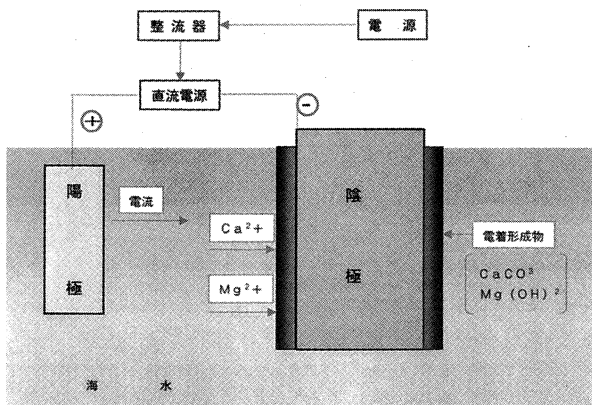 整流器
電源
直流電源
+
-
陽極
電流
Ca²+
Mg²+
陰極
電着形成物
CaCO³
Mg(OH)²
海水